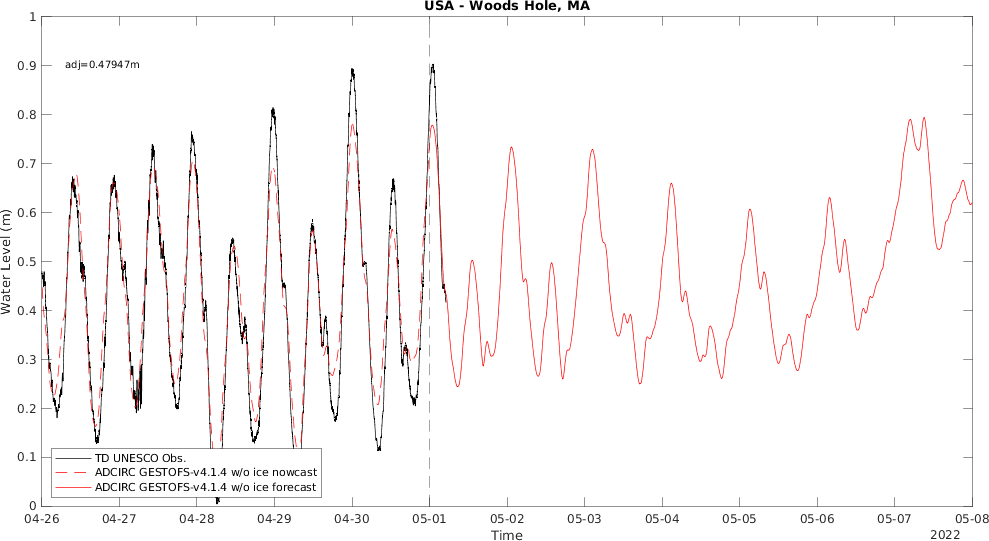 USA - Woods Hole, MA
1
0.9
0.8
0.7
0.6
0.5
0.4
0.3
0.2
0.1
0
Water Level (m)
adj=0.47947m
TD UNESCO Obs.
ADCIRC GESTOFS-v4.1.4 w/o ice nowcast
ADCIRC GESTOFS-v4.1.4 w/o ice forecast
04-26 04-27 04-28 04-29 04-30 05-01 05-02 05-03 05-04 05-05 05-06 05-07 05-08
Time
2022